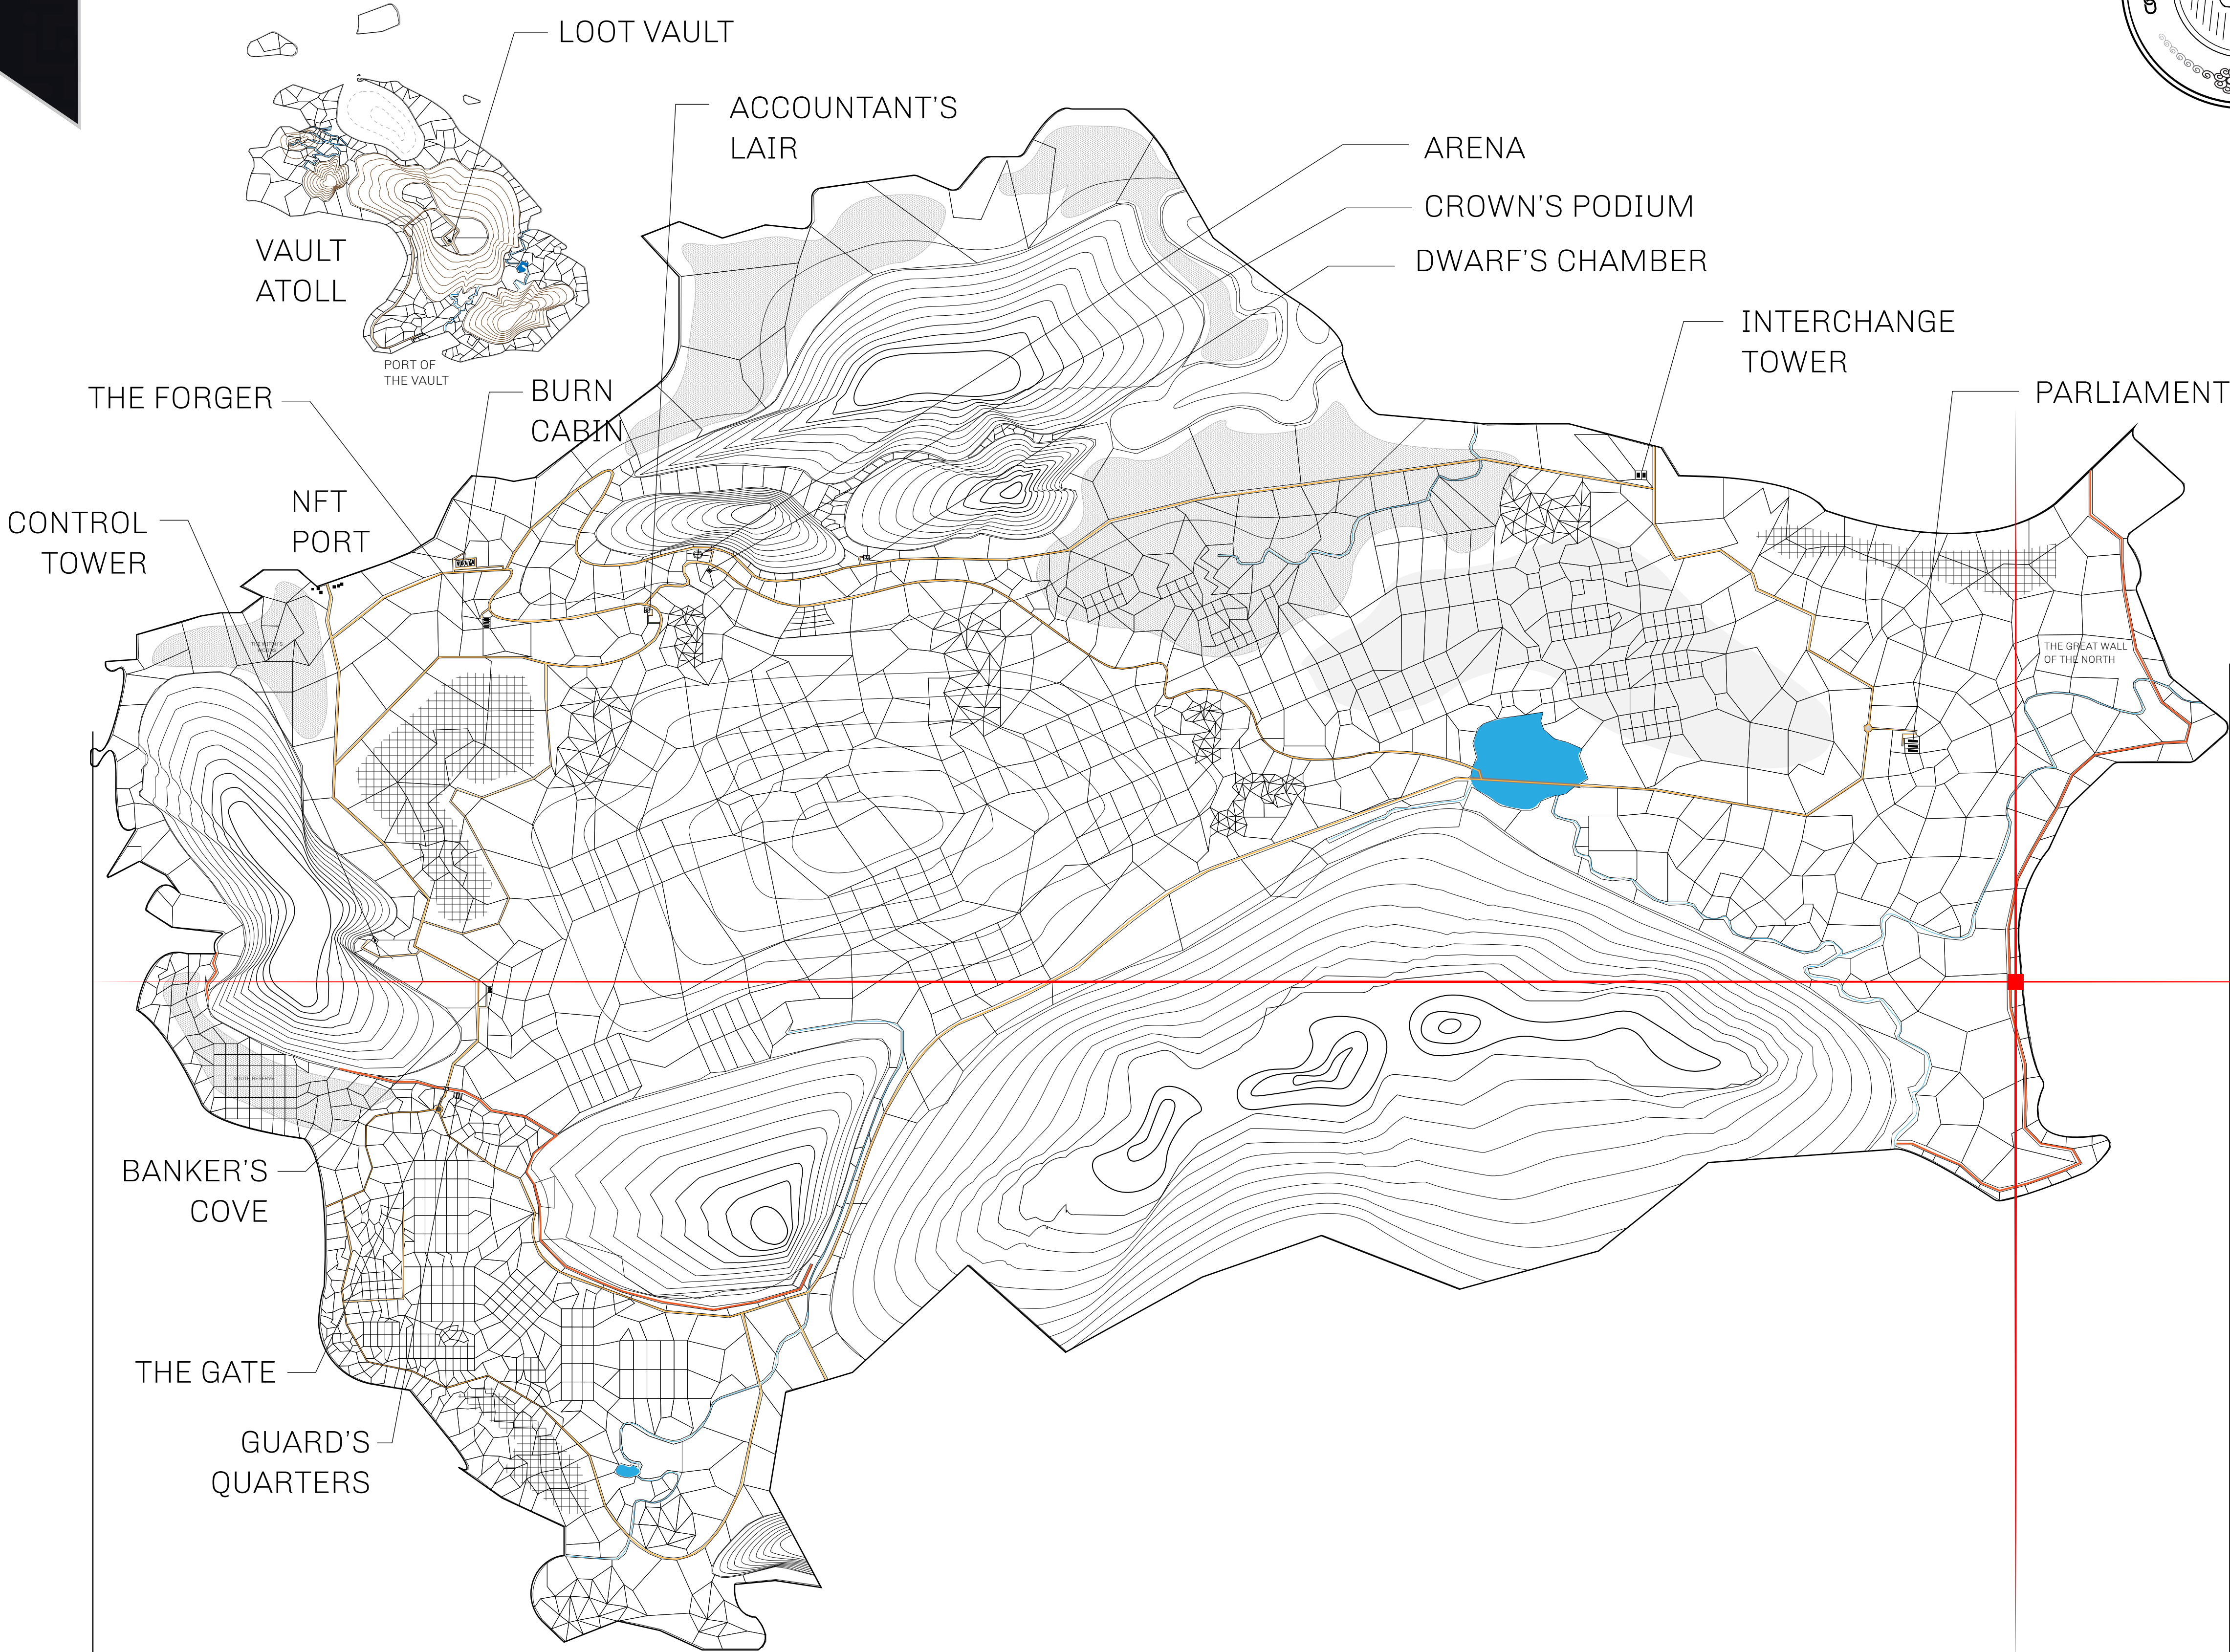 LOOT VAULT
ACCOUNTANT'S
LAIR
ARENA
CROWN'S PODIUM
DWARF'S CHAMBER
VAULT
ATOLL
INTERCHANGE
TOWER
PORT OF
THE VAULT
THE FORGER
BURN
CABIN
PARLIAMENT
NFT
PORT
CONTROL
TOWER
THE GREAT WALL
OF THE NORTH
SOUTH RESERVE
BANKER'S
COVE
THE GATE
GUARD'S
QUARTERS